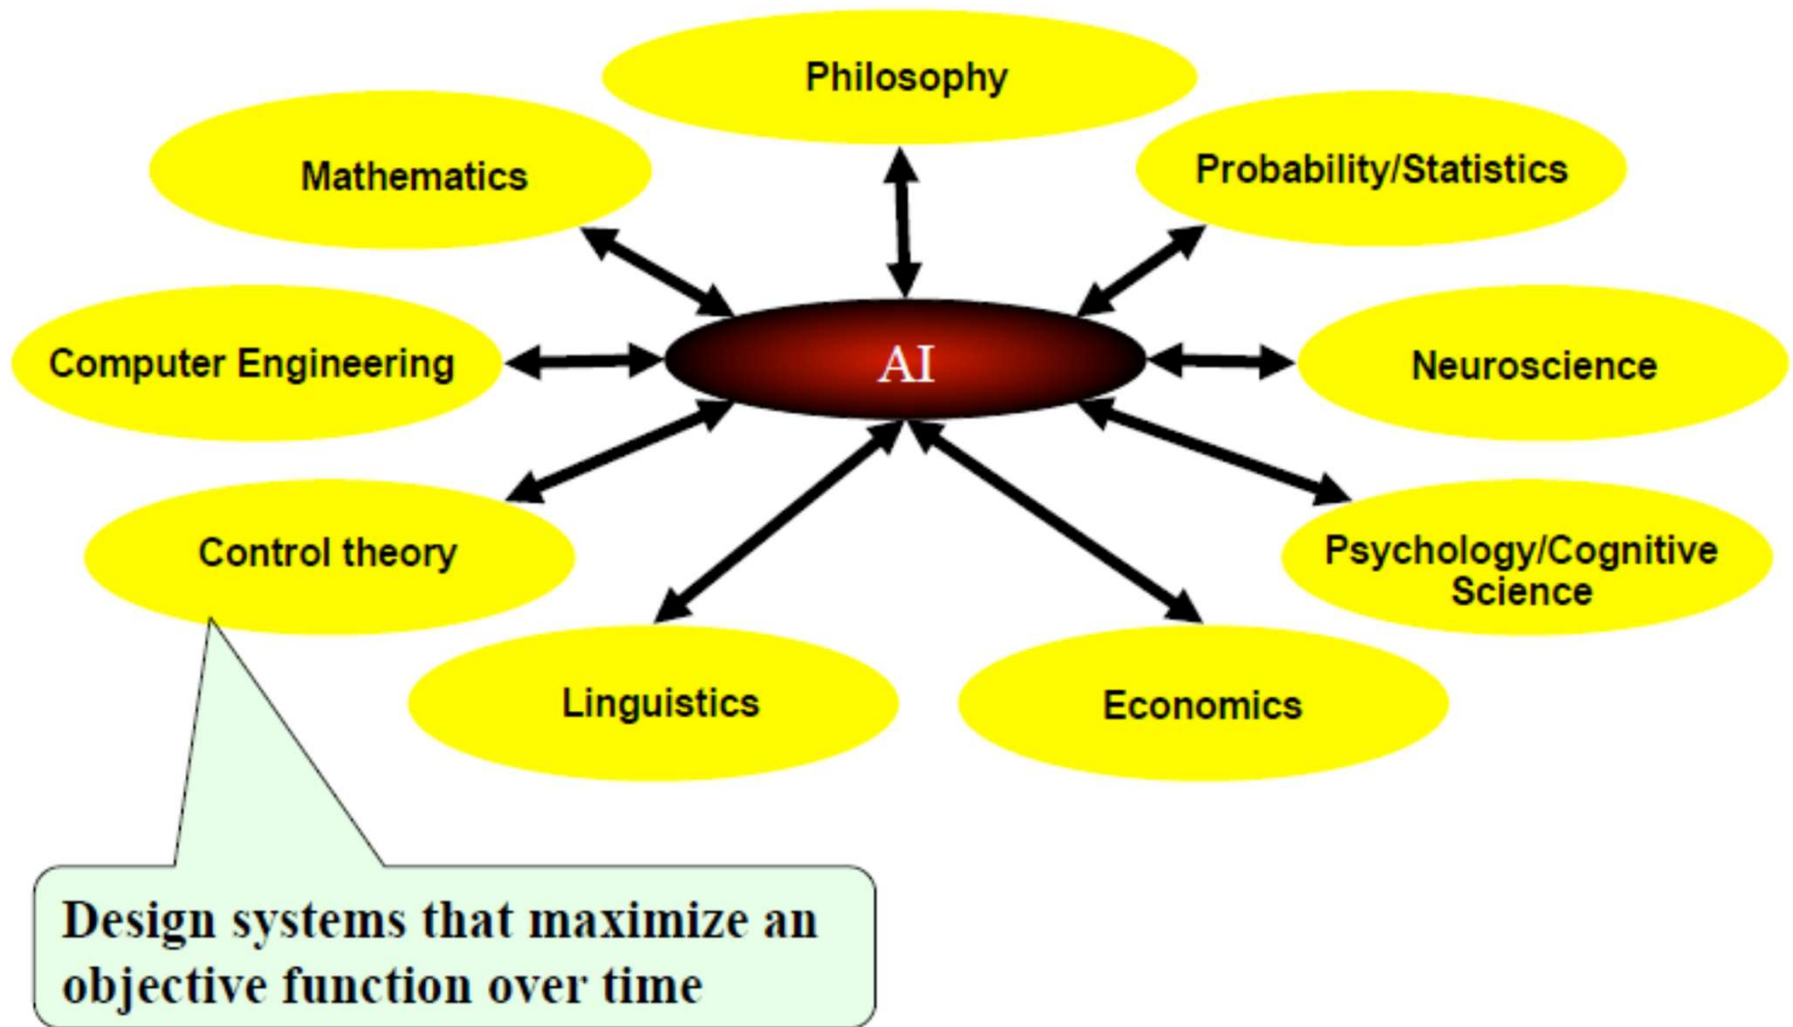 Philosophy
Mathematics
Probability/Statistics
Computer Engineering
AI
Neuroscience
Control theory
Psychology/Cognitive
Science
Linguistics
Economics
Design systems that maximize an
objective function over time